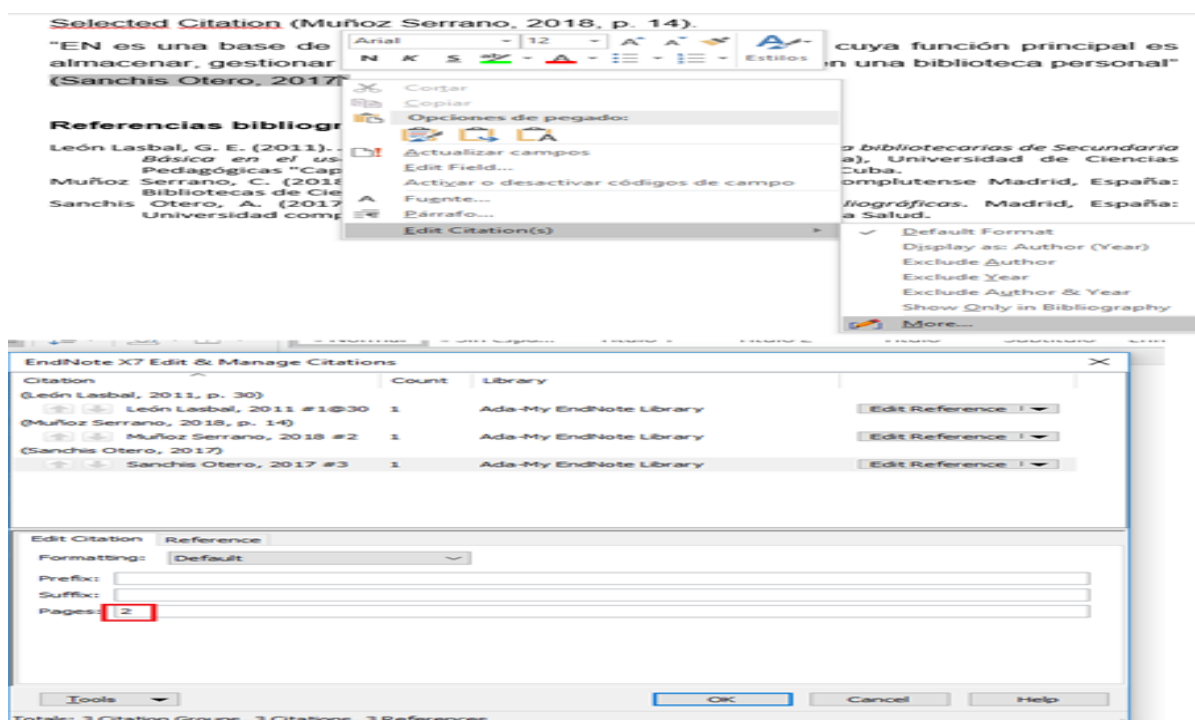 Selected Citation (Muñoz Serrano, 2018, p. 14).
"EN es una base de
cuya función principal es
almacenar, gestionar
en una biblioteca personal"
(Sanchis Otero, 2017)
Arial 12
N K S Estilos
Cortar
Copiar
Opciones de pegado:
Actualizar campos
Edit Field...
Activar o desactivar códigos de campo
Fuente...
Párrafo...
Edit Citation(s)
Default Format
Display as: Author (Year)
Exclude Author
Exclude Year
Exclude Author & Year
Show Only in Bibliography
More...
Referencias bibliogr
León Lasbal, G. E. (2011).
bibliotecarias de Secundaria
Básica en el us
Universidad de Ciencias
Pedagógicas "Cap
Cuba.
Muñoz Serrano, C. (2018
omplutense Madrid, España:
Bibliotecas de Cie
Sanchis Otero, A. (2017
liográficas. Madrid, España:
Universidad comp
a Salud.
EndNote X7 Edit & Manage Citations
Citation Count Library
(León Lasbal, 2011, p. 30)
León Lasbal, 2011 #1@30 1 Ada-My EndNote Library Edit Reference
(Muñoz Serrano, 2018, p. 14)
Muñoz Serrano, 2018 #2 1 Ada-My EndNote Library Edit Reference
(Sanchis Otero, 2017)
Sanchis Otero, 2017 #3 1 Ada-My EndNote Library Edit Reference
Edit Citation Reference
Formatting: Default
Prefix:
Suffix:
Pages: 2
Tools OK Cancel Help
Totals: 3 Citation Groups, 3 Citations, 3 References